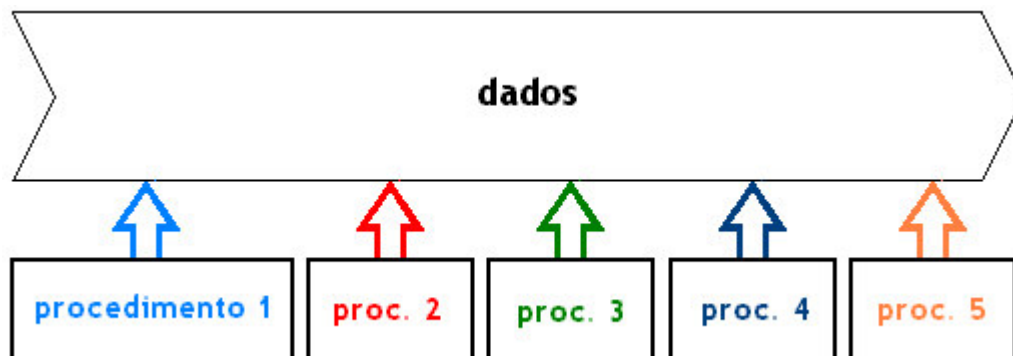 dados
procedimento 1
proc. 2
proc. 3
proc. 4
proc. 5